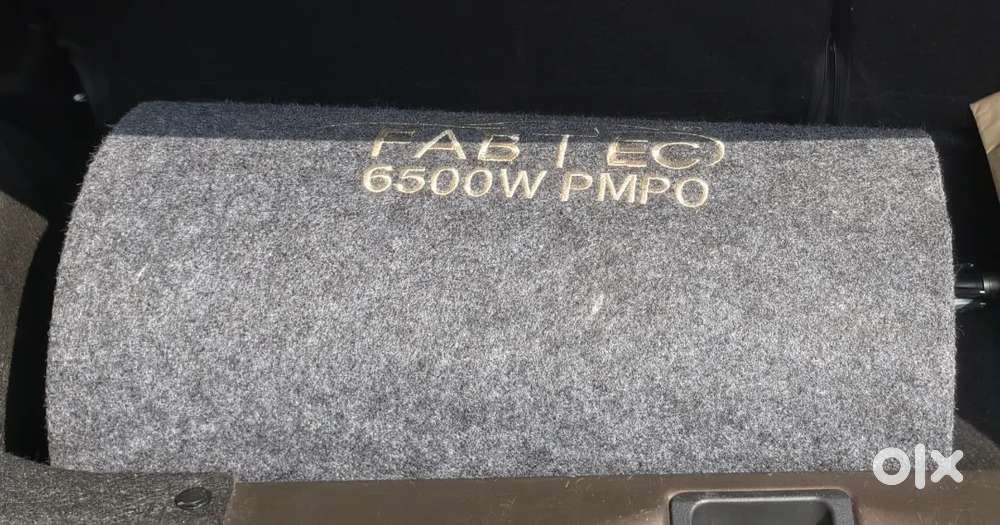 FABTEC
6500W PMPO
olx